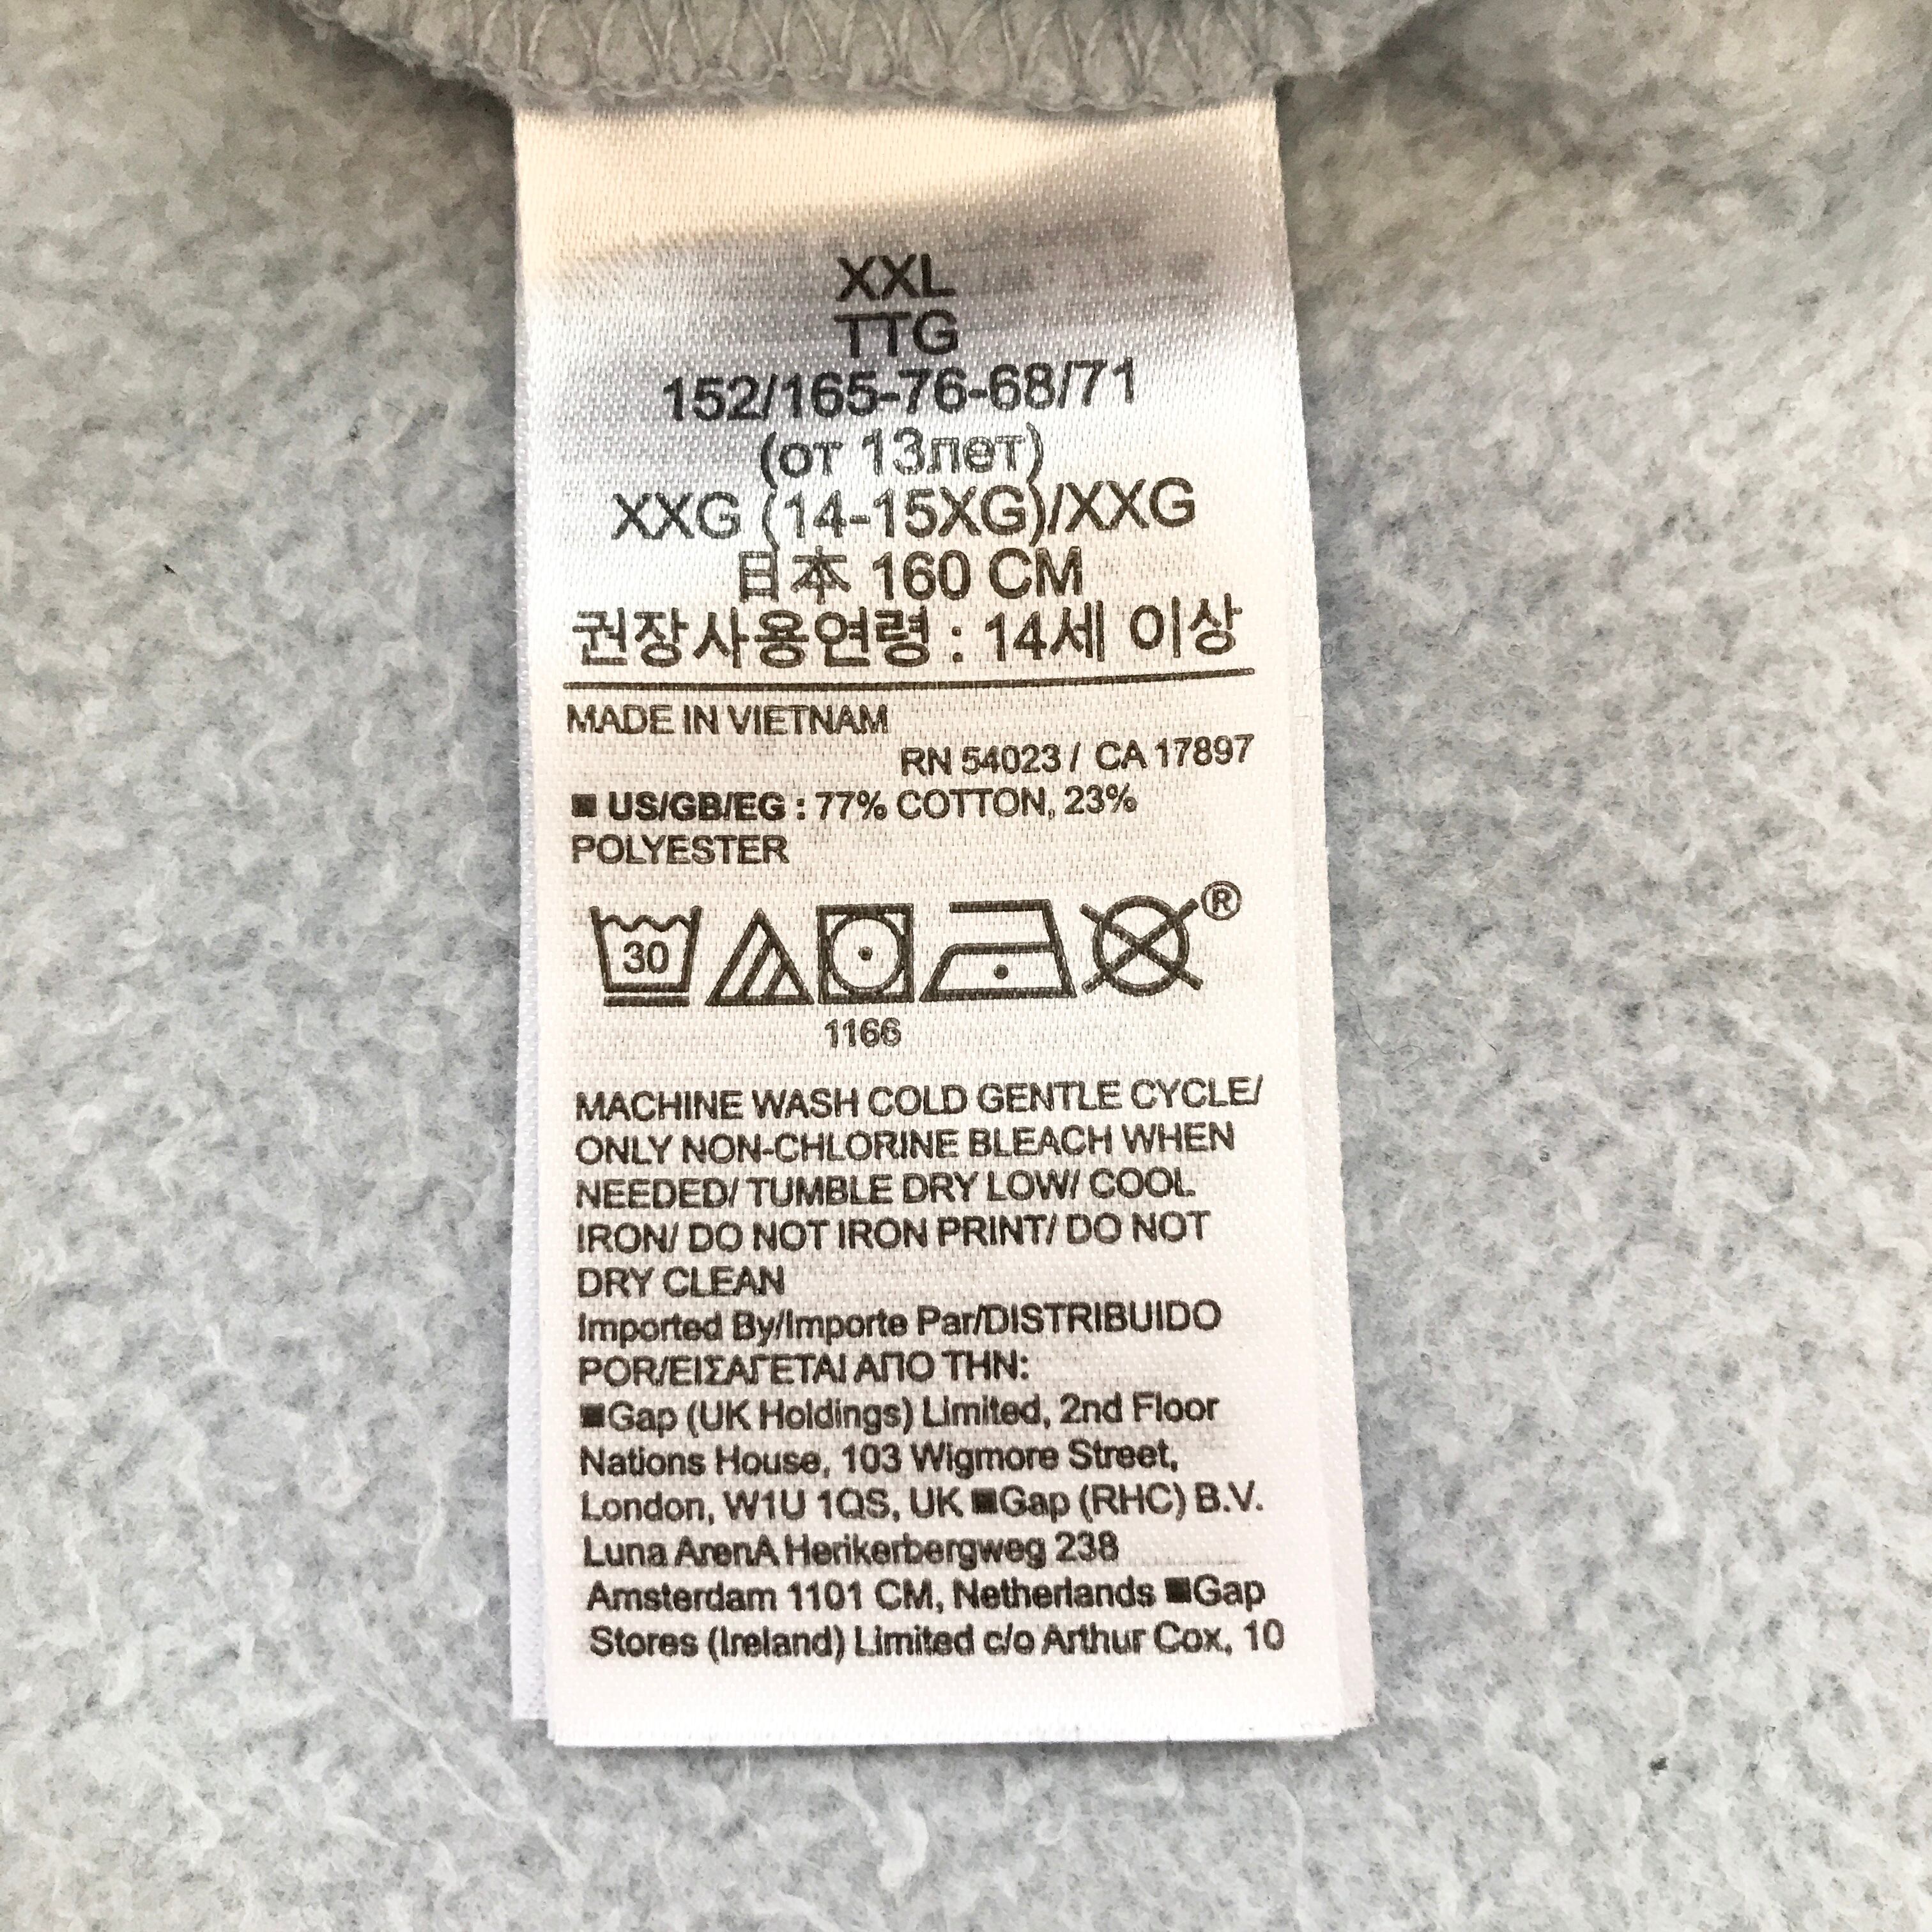 XXL
TTG
152/165-76-68/71
(от 13лет)
XXG (14-15XG)/XXG
日本 160 CM
권장사용연령 : 14세 이상
MADE IN VIETNAM
RN 54023 / CA 17897
■ US/GB/EG : 77% COTTON, 23%
POLYESTER
30
®
1166
MACHINE WASH COLD GENTLE CYCLE/
ONLY NON-CHLORINE BLEACH WHEN
NEEDED/ TUMBLE DRY LOW/ COOL
IRON/ DO NOT IRON PRINT/ DO NOT
DRY CLEAN
Imported By/Importe Par/DISTRIBUIDO
POR/ΕΙΣΑΓΕΤΑΙ ΑΠΟ ΤΗΝ:
■Gap (UK Holdings) Limited, 2nd Floor
Nations House, 103 Wigmore Street,
London, W1U 1QS, UK ■Gap (RHC) B.V.
Luna ArenA Herikerbergweg 238
Amsterdam 1101 CM, Netherlands ■Gap
Stores (Ireland) Limited c/o Arthur Cox, 10